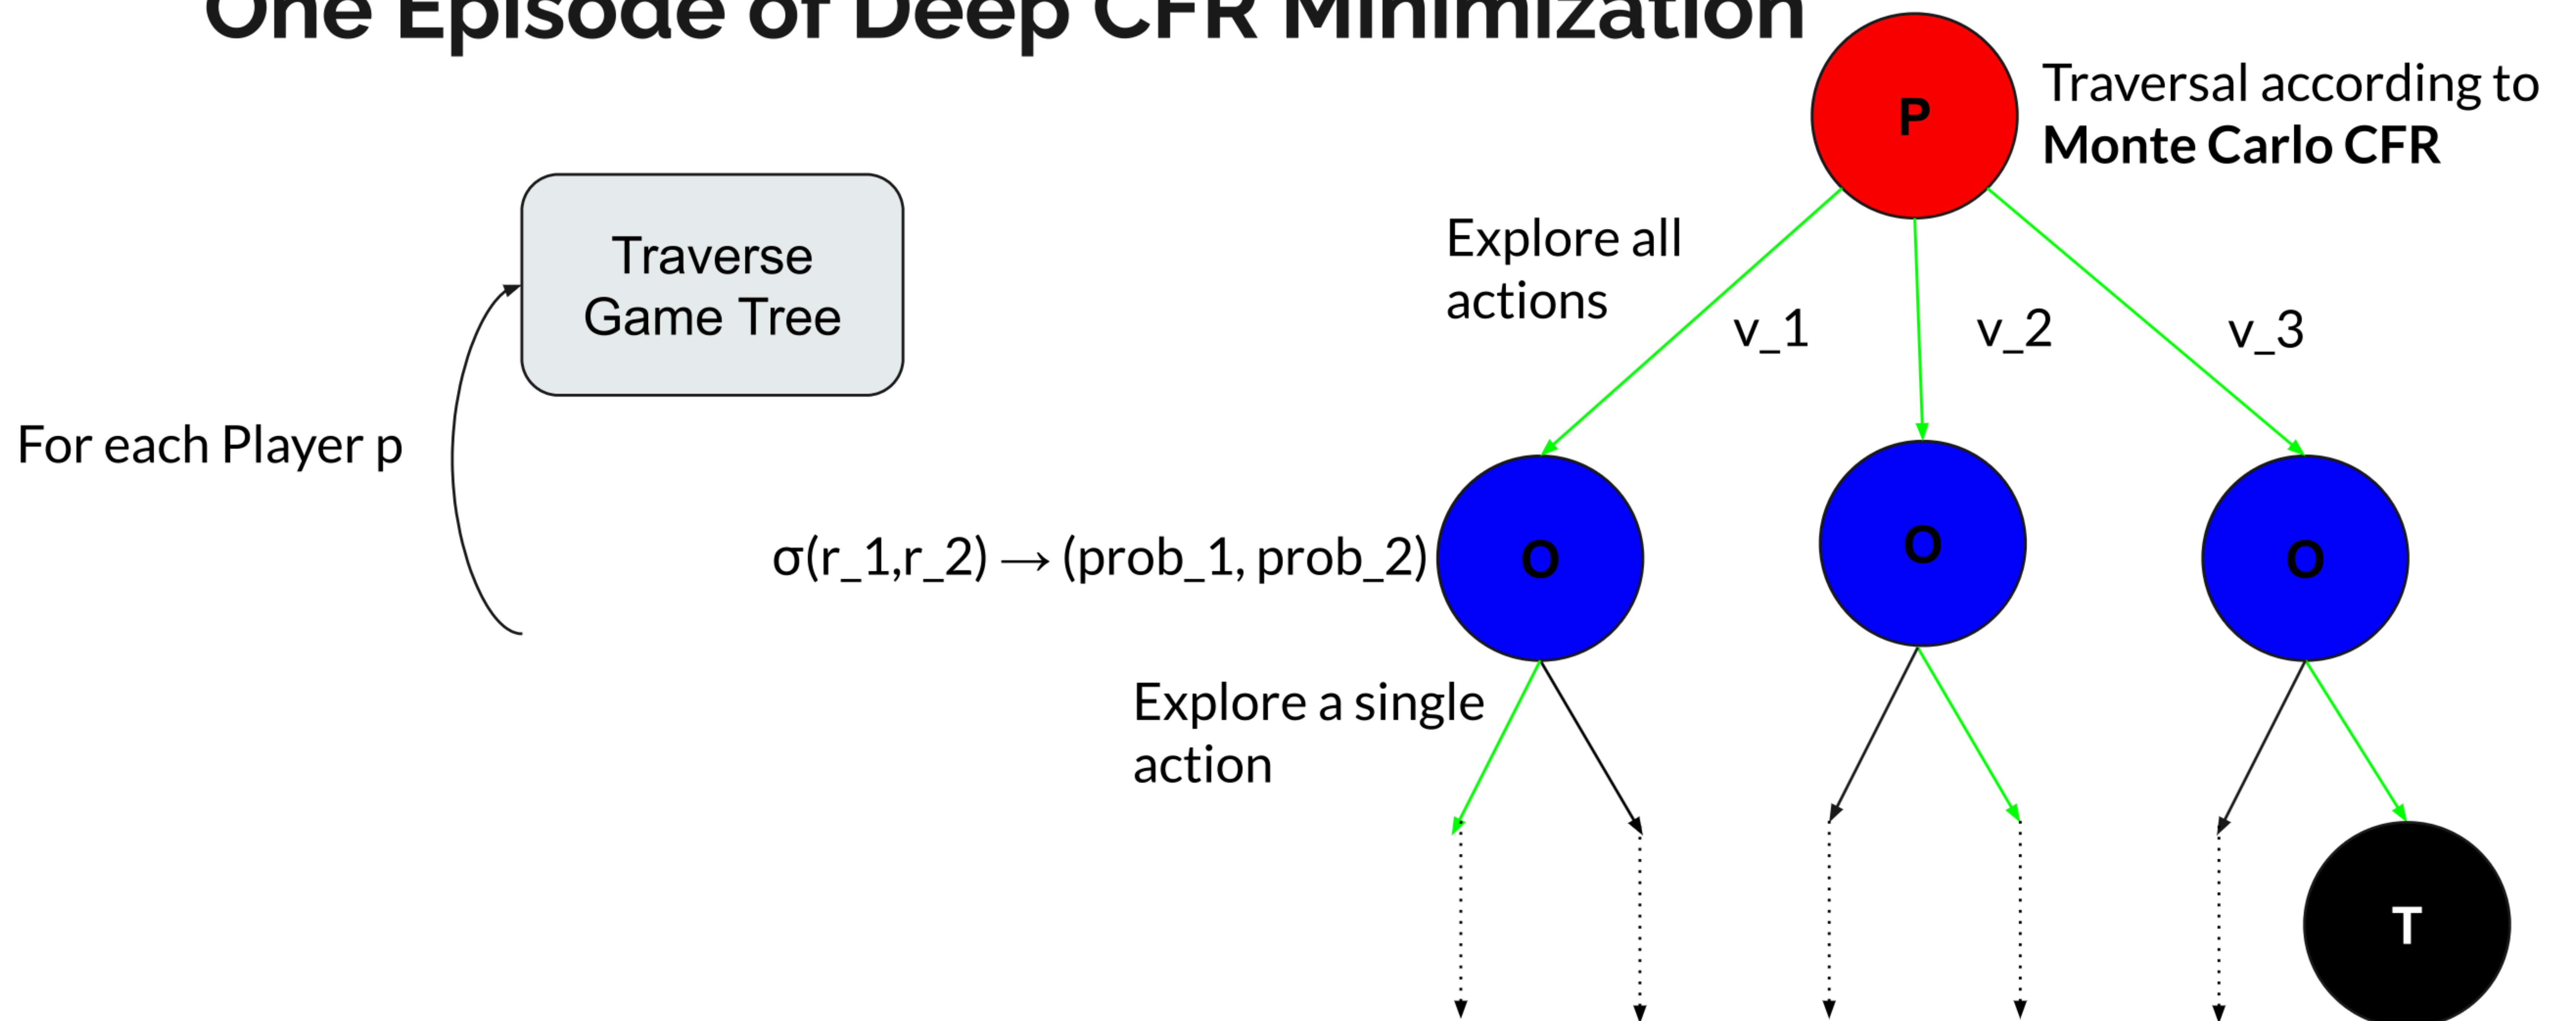 One Episode of Deep CFR Minimization
P
Traversal according to
Monte Carlo CFR
Traverse
Game Tree
Explore all
actions
v_1
v_2
v_3
For each Player p
σ(r_1,r_2) → (prob_1, prob_2)
O
O
O
Explore a single
action
T